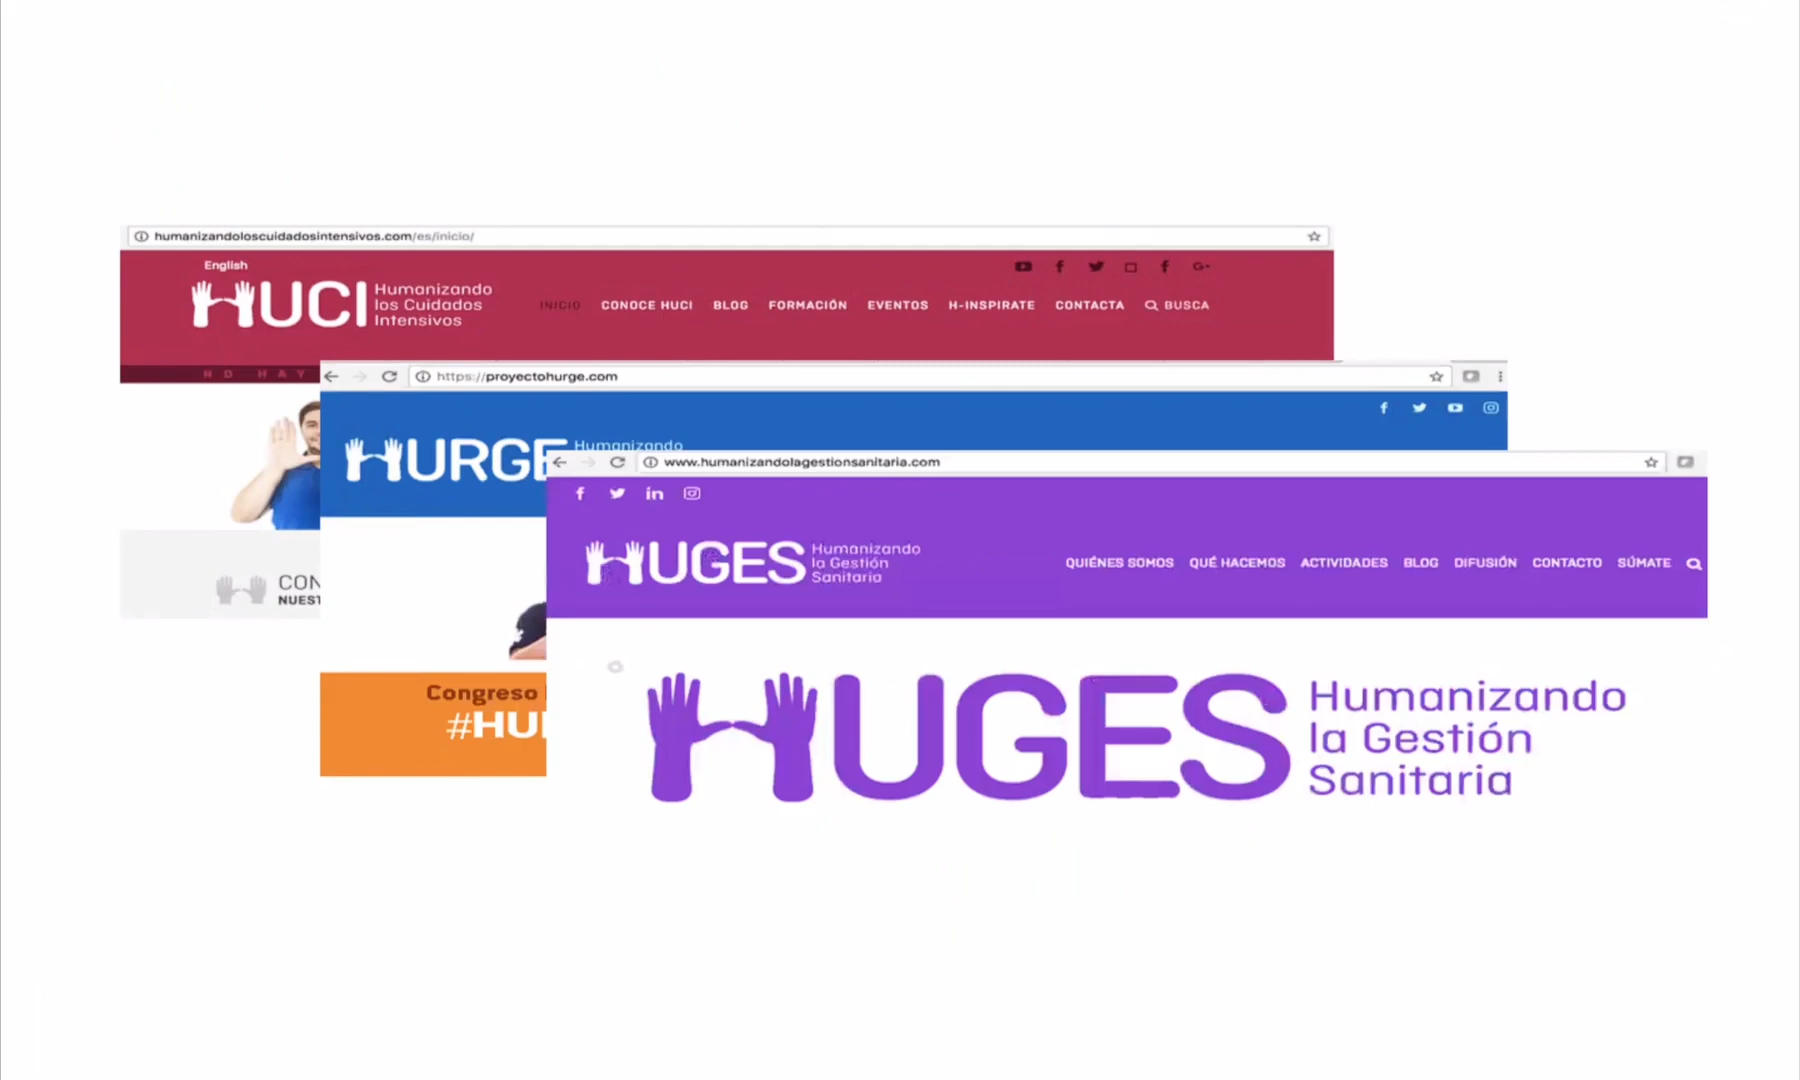 humanizandoloscuidadosintensivos.com/es/inicio/
English
HUCI
Humanizando
los Cuidados
Intensivos
INICIO CONOCE HUCI BLOG FORMACIÓN EVENTOS H-INSPIRATE CONTACTA BUSCA
NO HAY
https://proyectohurge.com
HURGE
Humanizando
www.humanizandolagestionsanitaria.com
HUGES
Humanizando
la Gestión
Sanitaria
QUIÉNES SOMOS QUÉ HACEMOS ACTIVIDADES BLOG DIFUSIÓN CONTACTO SÚMATE
CON
NUEST
Congreso
#HU
HUGES
Humanizando
la Gestión
Sanitaria